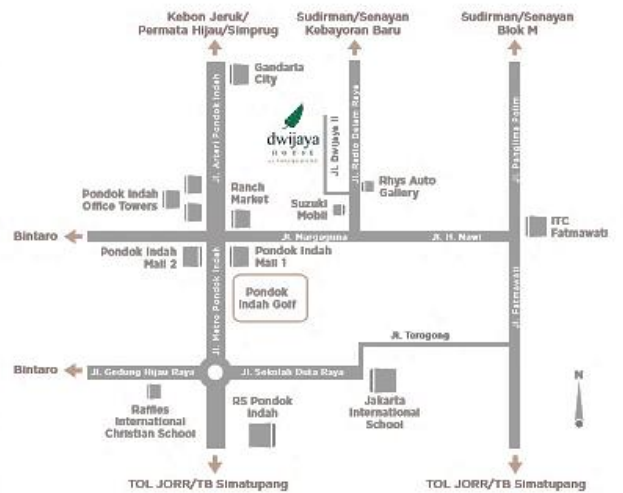 Kebon Jeruk/
Permata Hijau/Simprug
Sudirman/Senayan
Kebayoran Baru
Sudirman/Senayan
Blok M
Gandaria
City
Jl. Arteri Pondok Indah
dwijaya
HOUSE
Jl. Dwijaya II
Jl. Radio Dalam Raya
Jl. Panglima Polim
Pondok Indah
Office Towers
Ranch
Market
Rhys Auto
Gallery
Suzuki
Mobil
ITC
Fatmawati
Bintaro
Jl. Margaguna
Jl. H. Nawi
Pondok Indah
Mall 2
Pondok Indah
Mall 1
Jl. Metro Pondok Indah
Pondok
Indah Golf
Jl. Fatmawati
Jl. Terogong
Bintaro
Jl. Gedung Hijau Raya
Jl. Sekolah Duta Raya
Raffles
International
Christian School
RS Pondok
Indah
Jakarta
International
School
N
TOL JORR/TB Simatupang
TOL JORR/TB Simatupang